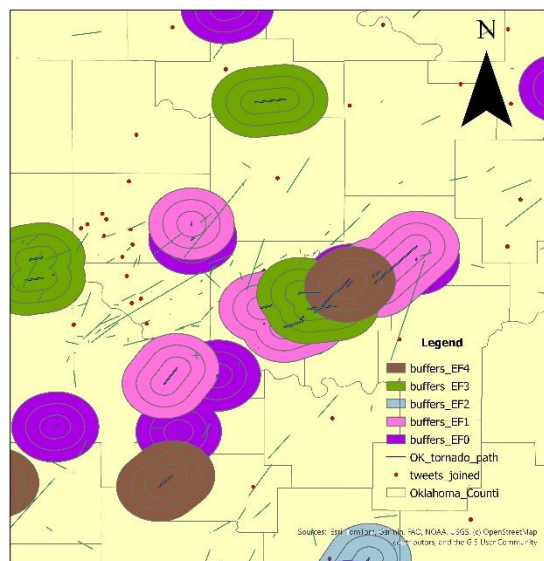 N
Legend
buffers_EF4
buffers_EF3
buffers_EF2
buffers_EF1
buffers_EF0
OK_tornado_path
tweets_joined
Oklahoma_Counti
Sources: Esri, TomTom, Garmin, FAO, NOAA, USGS, (c) OpenStreetMap
contributors, and the GIS User Community